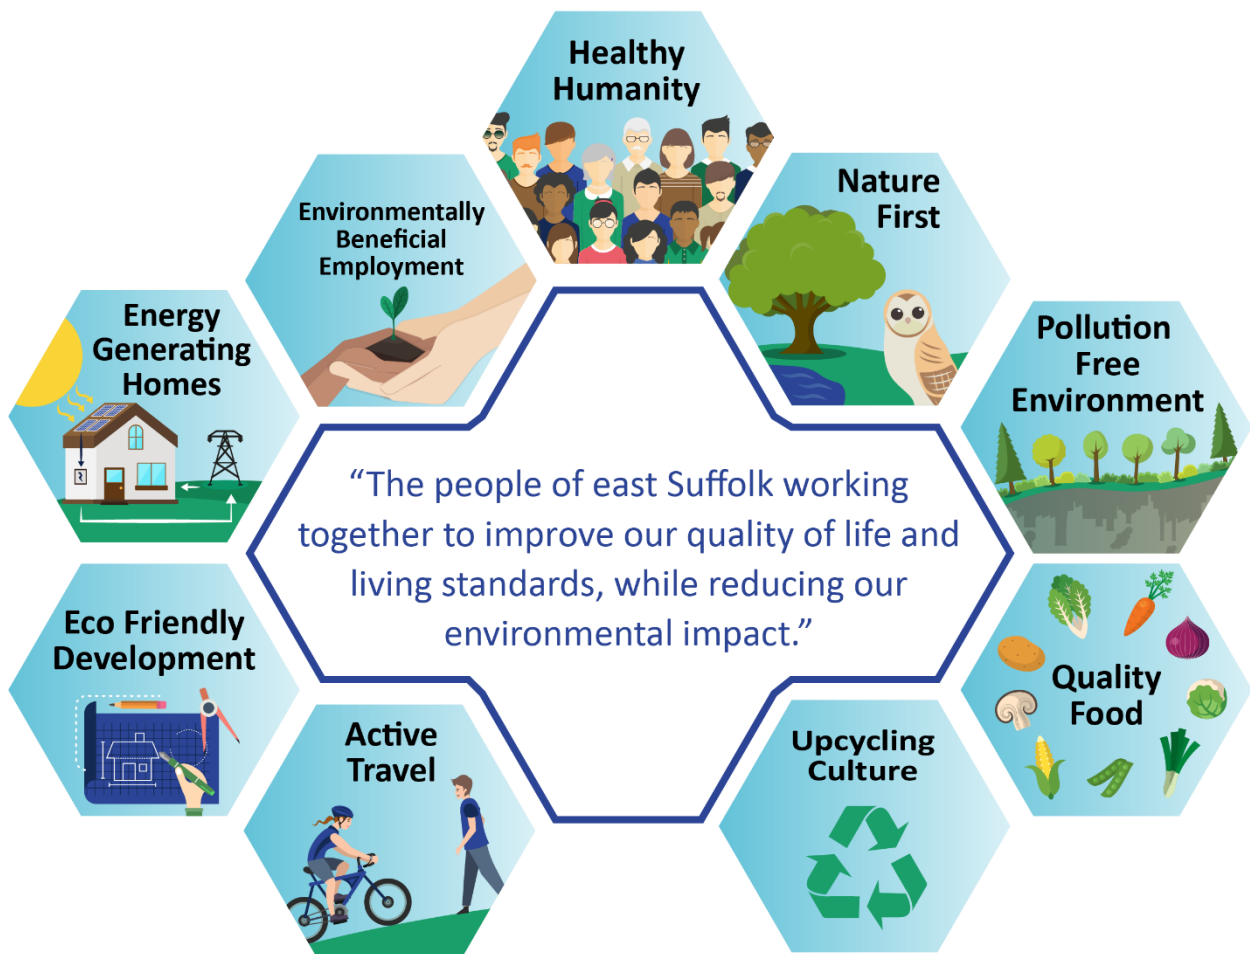 Healthy
Humanity
Environmentally
Beneficial
Employment
Nature
First
Energy
Generating
Homes
Pollution
Free
Environment
“The people of east Suffolk working
together to improve our quality of life and
living standards, while reducing our
environmental impact.”
Eco Friendly
Development
Quality
Food
Active
Travel
Upcycling
Culture